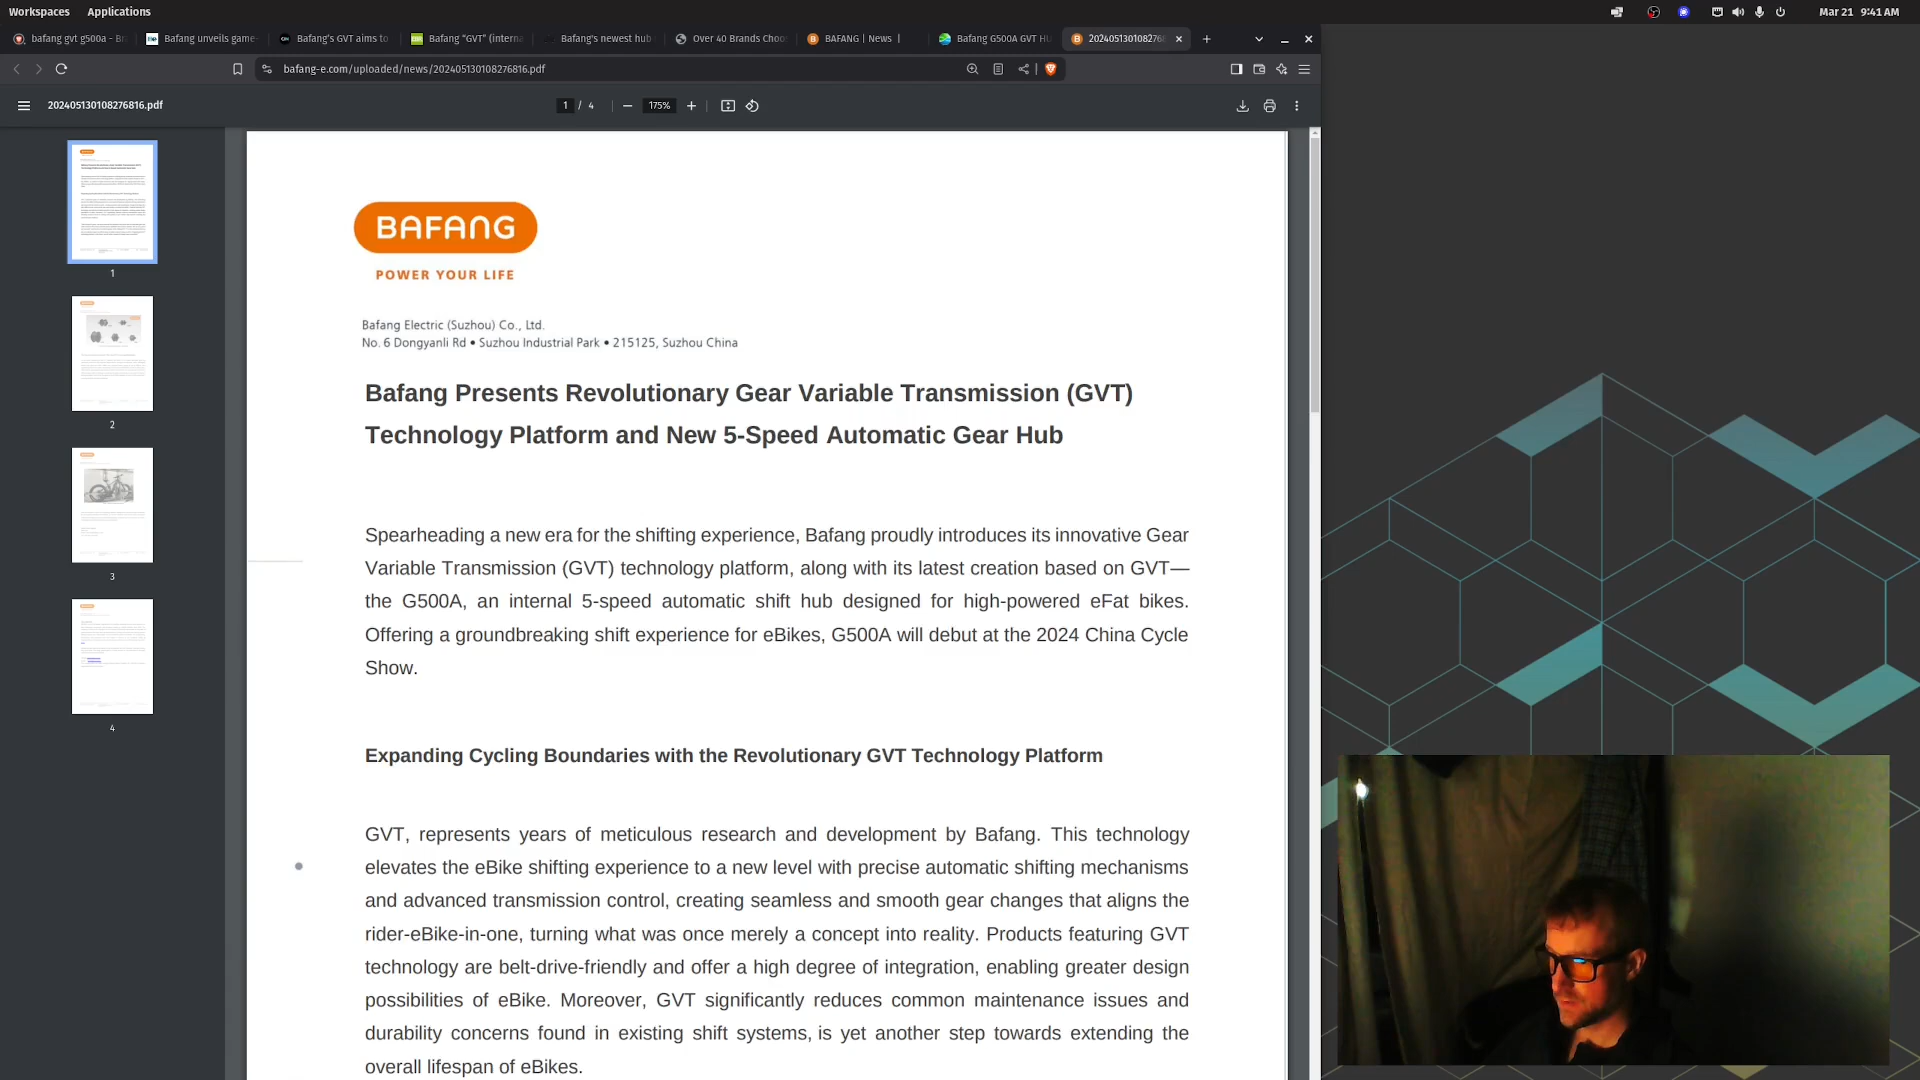 Workspaces Applications Mar 21 9:41 AM
bafang gvt g500a - Br Bafang unveils game- Bafang's GVT aims to Bafang "GVT" (interna Bafang's newest hub Over 40 Brands Choo BAFANG | News | Bafang G500A GVT Hu 202405130108276816
bafang-e.com/uploaded/news/202405130108276816.pdf
202405130108276816.pdf 1 / 4 175%
1
2
3
4
BAFANG
POWER YOUR LIFE
Bafang Electric (Suzhou) Co., Ltd.
No. 6 Dongyanli Rd • Suzhou Industrial Park • 215125, Suzhou China
Bafang Presents Revolutionary Gear Variable Transmission (GVT)
Technology Platform and New 5-Speed Automatic Gear Hub
Spearheading a new era for the shifting experience, Bafang proudly introduces its innovative Gear
Variable Transmission (GVT) technology platform, along with its latest creation based on GVT—
the G500A, an internal 5-speed automatic shift hub designed for high-powered eFat bikes.
Offering a groundbreaking shift experience for eBikes, G500A will debut at the 2024 China Cycle
Show.
Expanding Cycling Boundaries with the Revolutionary GVT Technology Platform
GVT, represents years of meticulous research and development by Bafang. This technology
elevates the eBike shifting experience to a new level with precise automatic shifting mechanisms
and advanced transmission control, creating seamless and smooth gear changes that aligns the
rider-eBike-in-one, turning what was once merely a concept into reality. Products featuring GVT
technology are belt-drive-friendly and offer a high degree of integration, enabling greater design
possibilities of eBike. Moreover, GVT significantly reduces common maintenance issues and
durability concerns found in existing shift systems, is yet another step towards extending the
overall lifespan of eBikes.